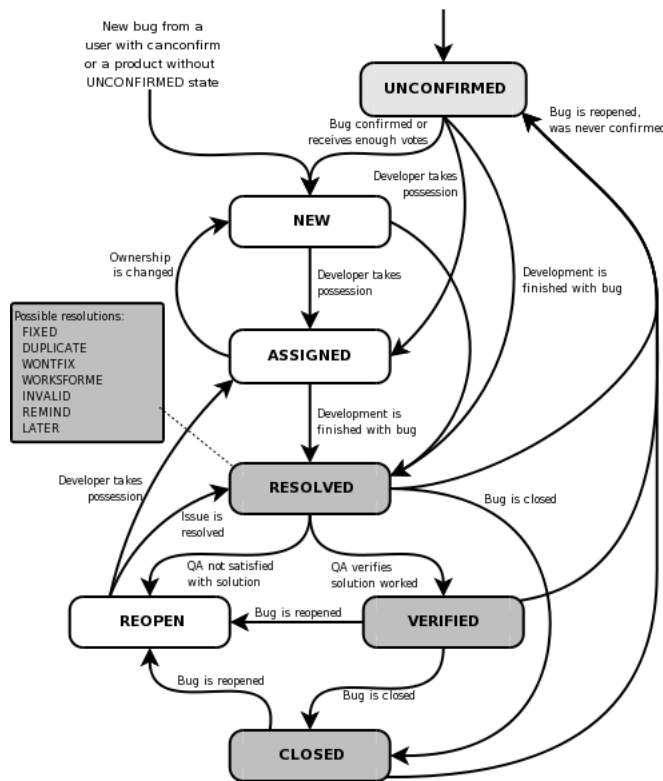 New bug from a
user with canconfirm
or a product without
UNCONFIRMED state
UNCONFIRMED
Bug is reopened,
was never confirmed
Bug confirmed or
receives enough votes
Developer takes
possession
NEW
Ownership
is changed
Developer takes
possession
Development is
finished with bug
Possible resolutions:
FIXED
DUPLICATE
WONTFIX
WORKSFORME
INVALID
REMIND
LATER
ASSIGNED
Development is
finished with bug
Developer takes
possession
RESOLVED
Issue is
resolved
Bug is closed
QA not satisfied
with solution
QA verifies
solution worked
REOPEN
Bug is reopened
VERIFIED
Bug is reopened
Bug is closed
CLOSED